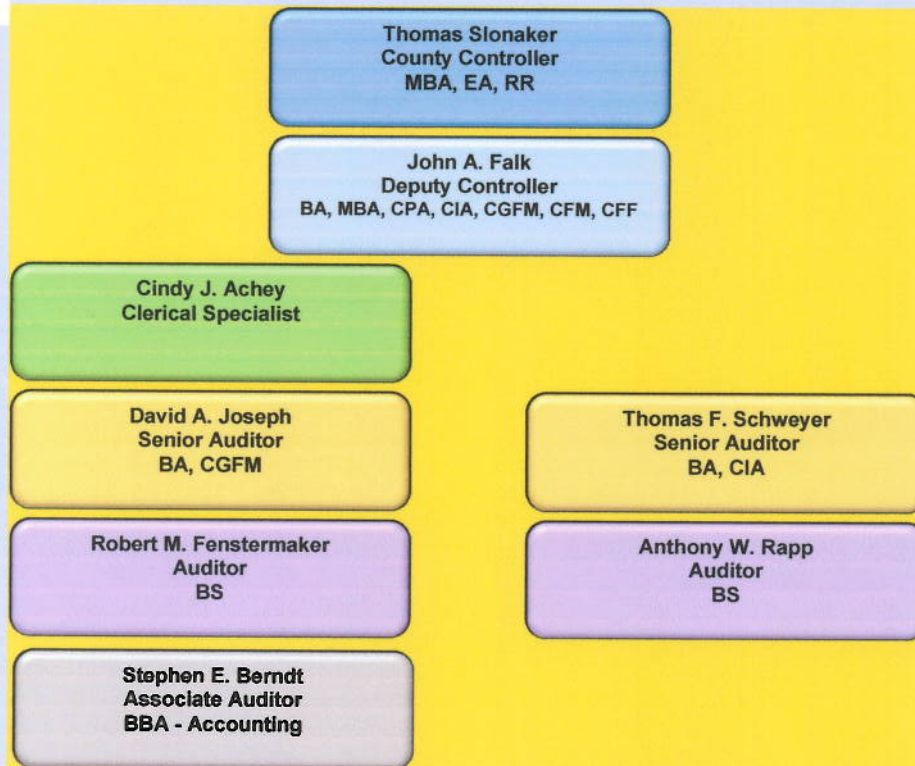 Thomas Slonaker
County Controller
MBA, EA, RR
John A. Falk
Deputy Controller
BA, MBA, CPA, CIA, CGFM, CFM, CFF
Cindy J. Achey
Clerical Specialist
David A. Joseph
Senior Auditor
BA, CGFM
Thomas F. Schweyer
Senior Auditor
BA, CIA
Robert M. Fenstermaker
Auditor
BS
Anthony W. Rapp
Auditor
BS
Stephen E. Berndt
Associate Auditor
BBA - Accounting